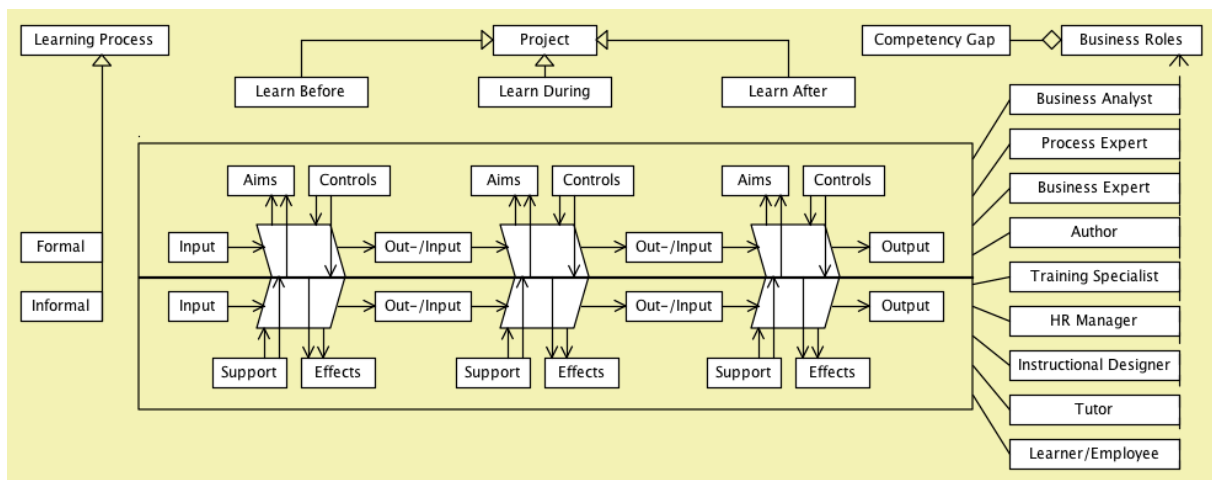 Learning Process
Project
Competency Gap
Business Roles
Learn Before
Learn During
Learn After
Business Analyst
Process Expert
Business Expert
Author
Training Specialist
HR Manager
Instructional Designer
Tutor
Learner/Employee
Formal
Informal
Aims
Controls
Aims
Controls
Aims
Controls
Input
Out-/Input
Out-/Input
Output
Input
Out-/Input
Out-/Input
Output
Support
Effects
Support
Effects
Support
Effects